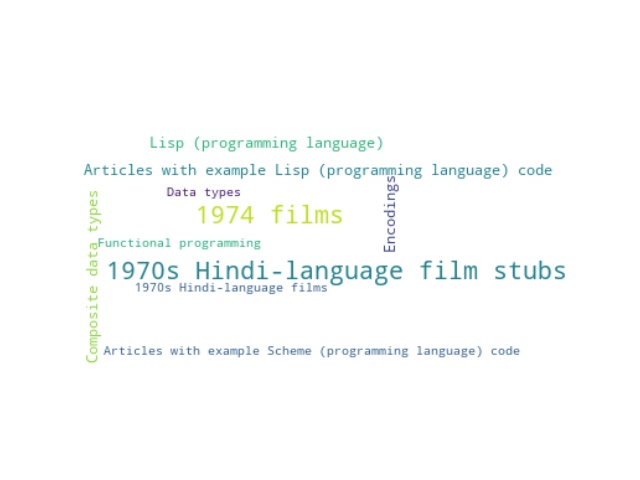 Lisp (programming language)
Articles with example Lisp (programming language) code
Data types
Encodings
Composite data types
1974 films
Functional programming
1970s Hindi-language film stubs
1970s Hindi-language films
Articles with example Scheme (programming language) code